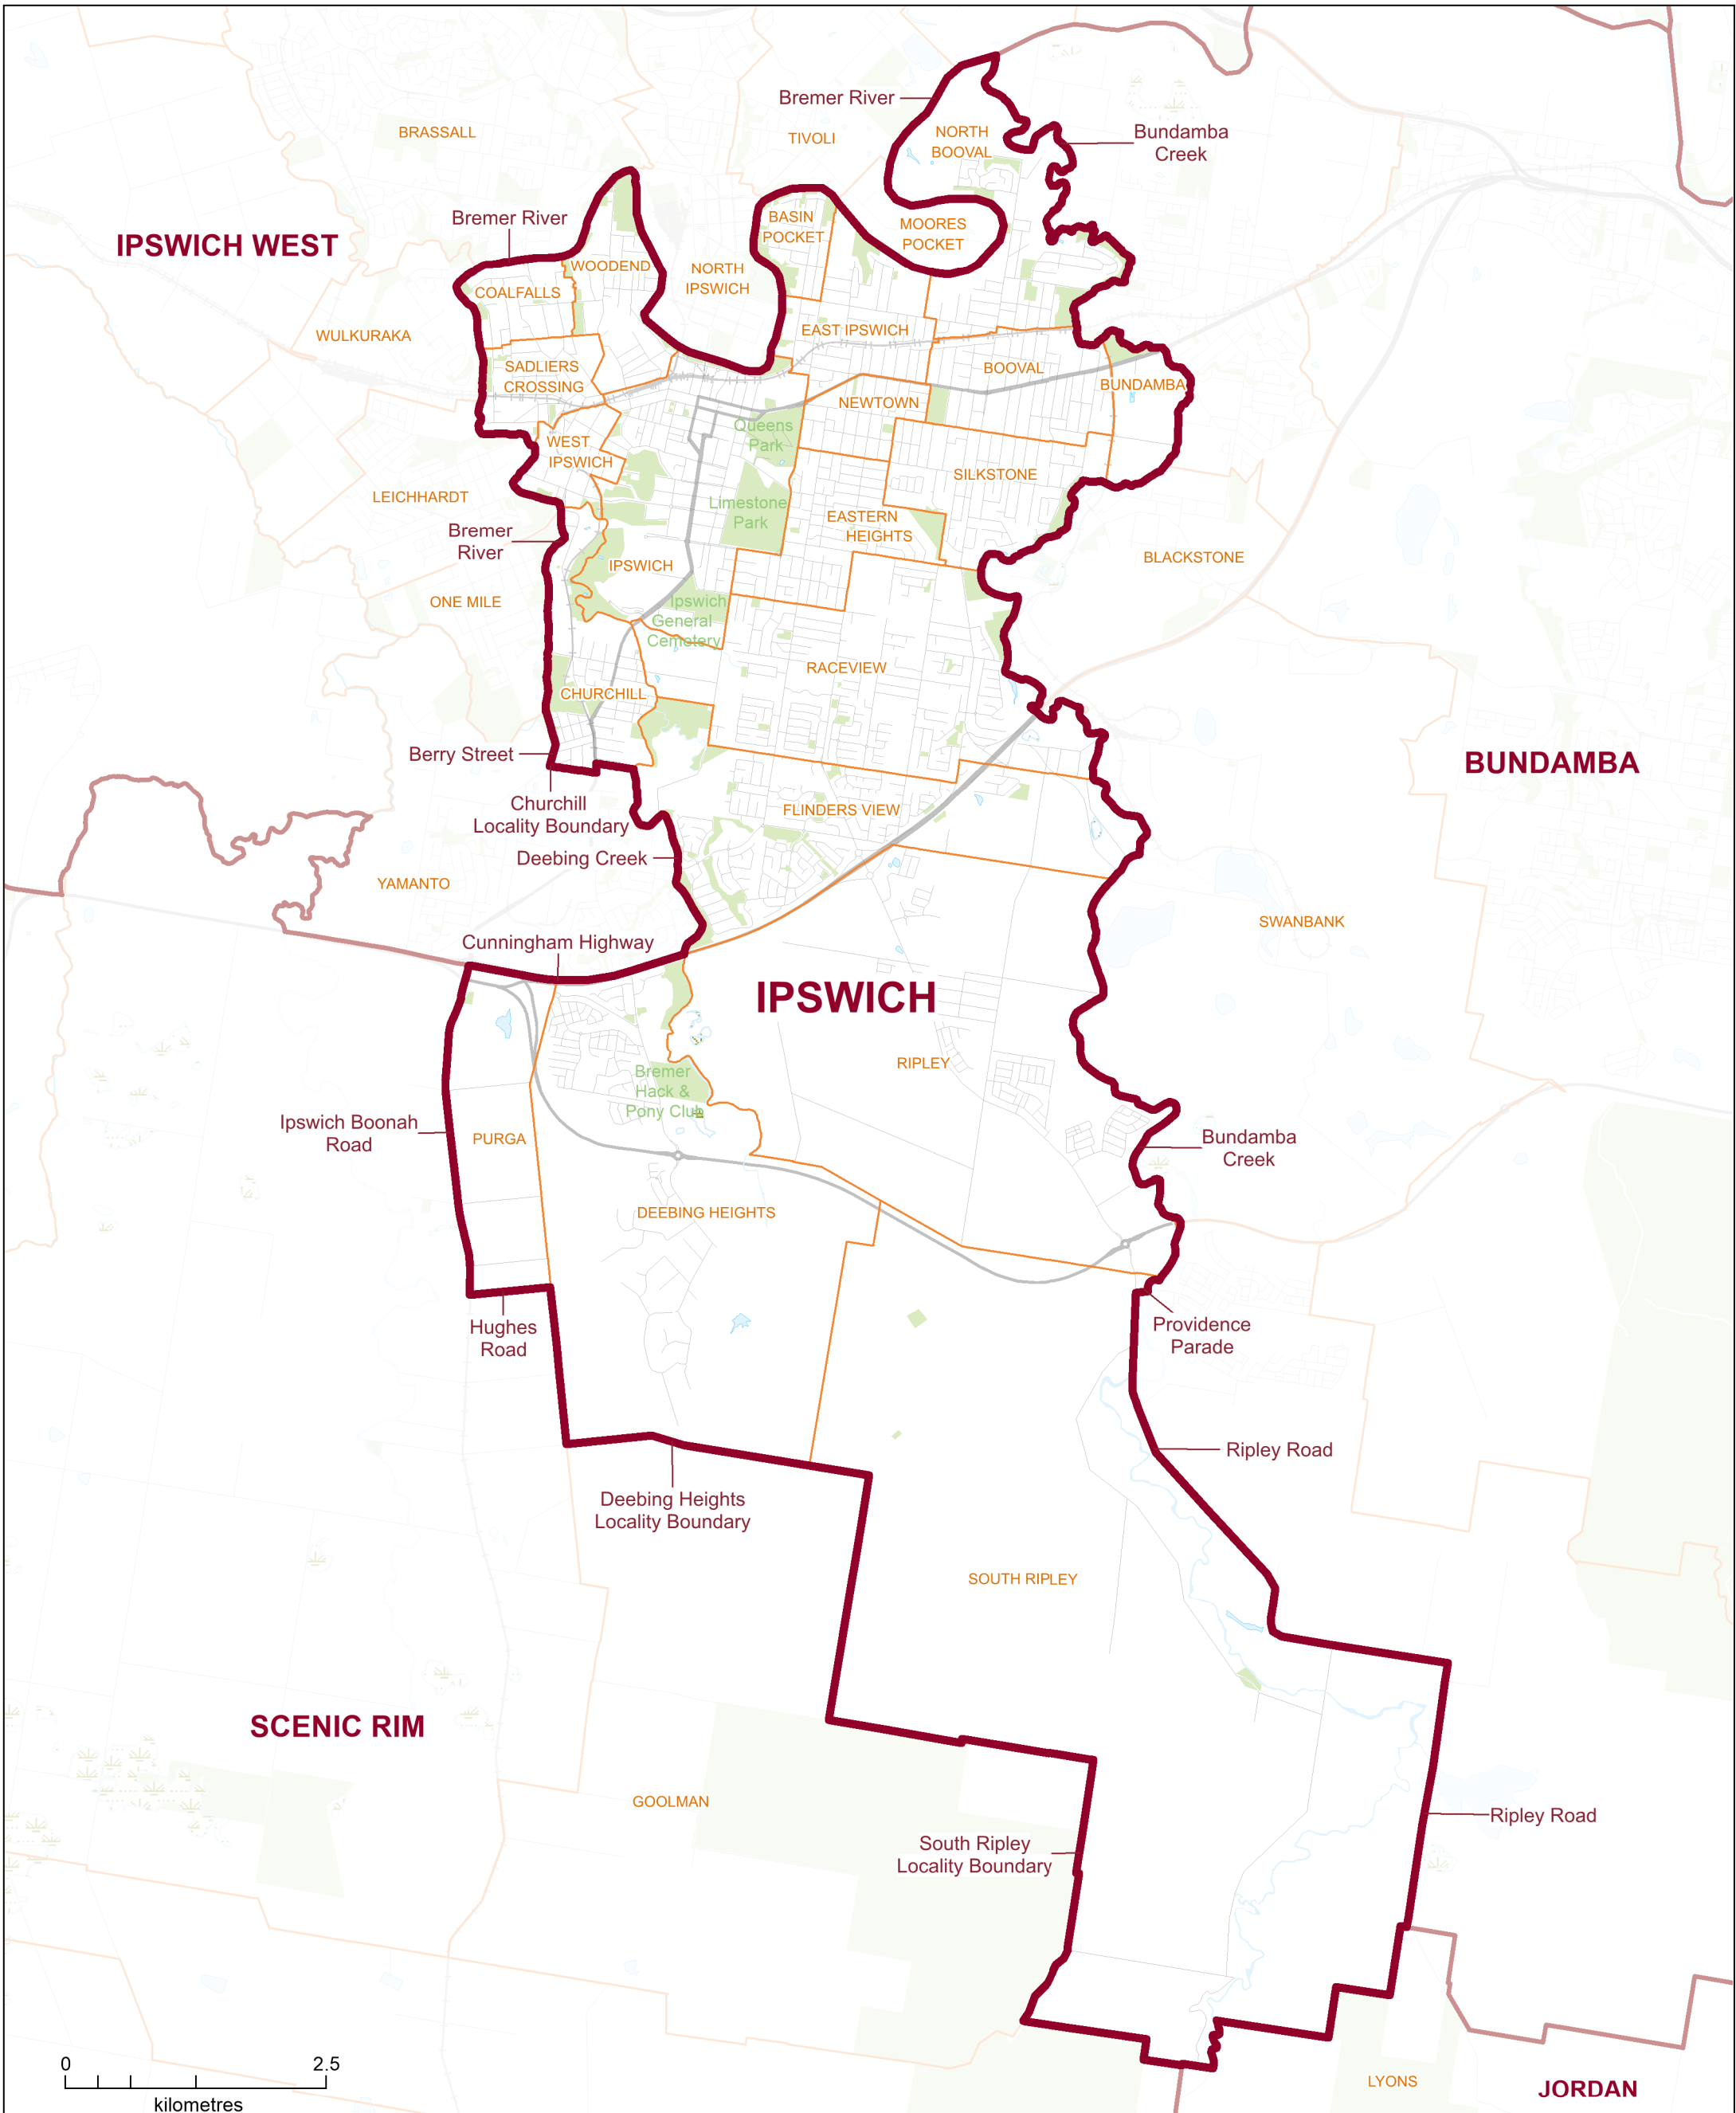 Bremer River
BRASSALL
TIVOLI
NORTH
BOOVAL
Bundamba
Creek
Bremer River
BASIN
POCKET
MOORES
POCKET
IPSWICH WEST
WOODEND
NORTH
IPSWICH
COALFALLS
WULKURAKA
EAST IPSWICH
SADLIERS
CROSSING
BOOVAL
BUNDAMBA
NEWTOWN
Queens
Park
WEST
IPSWICH
SILKSTONE
LEICHHARDT
Limestone
Park
EASTERN
HEIGHTS
Bremer
River
BLACKSTONE
IPSWICH
ONE MILE
Ipswich
General
Cemetery
RACEVIEW
CHURCHILL
Berry Street
BUNDAMBA
Churchill
Locality Boundary
FLINDERS VIEW
Deebing Creek
YAMANTO
SWANBANK
Cunningham Highway
IPSWICH
RIPLEY
Bremer
Hack &
Pony Club
Ipswich Boonah
Road
PURGA
Bundamba
Creek
DEEBING HEIGHTS
Hughes
Road
Providence
Parade
Ripley Road
Deebing Heights
Locality Boundary
SOUTH RIPLEY
SCENIC RIM
GOOLMAN
Ripley Road
South Ripley
Locality Boundary
0 2.5
kilometres
LYONS
JORDAN